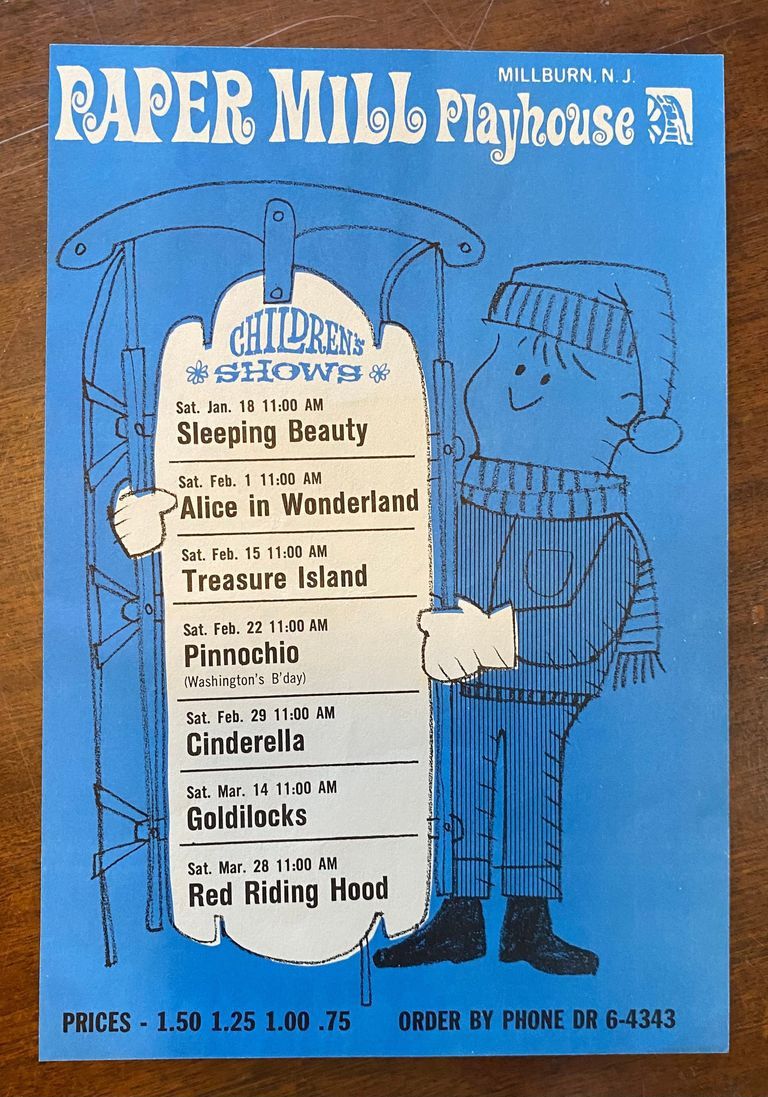 MILLBURN, N. J.
PAPER MILL Playhouse
CHILDREN's
SHOWS
Sat. Jan. 18 11:00 AM
Sleeping Beauty
Sat. Feb. 1 11:00 AM
Alice in Wonderland
Sat. Feb. 15 11:00 AM
Treasure Island
Sat. Feb. 22 11:00 AM
Pinnochio
(Washington's B'day)
Sat. Feb. 29 11:00 AM
Cinderella
Sat. Mar. 14 11:00 AM
Goldilocks
Sat. Mar. 28 11:00 AM
Red Riding Hood
PRICES - 1.50 1.25 1.00 .75 ORDER BY PHONE DR 6-4343